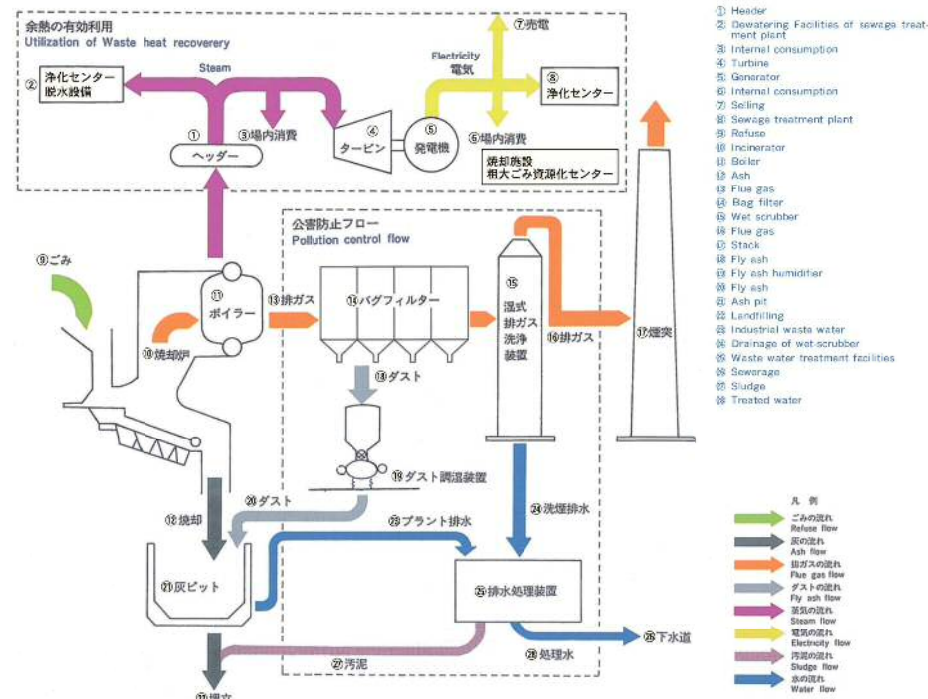 余熱の有効利用
Utilization of Waste heat recoverery
⑦売電
Steam
Electricity
電気
② 浄化センター
脱水設備
⑧
浄化センター
①
③場内消費
④
タービン
⑤
発電機
⑥場内消費
ヘッダー
焼却施設
粗大ごみ資源化センター
公害防止フロー
Pollution control flow
⑨ごみ
⑪
ボイラー
⑬排ガス
⑭バグフィルター
⑮
湿式
排ガス
洗浄
装置
⑩焼却炉
⑯排ガス
⑰煙突
⑱ダスト
⑲ダスト調湿装置
⑳ダスト
⑫焼却
㉓プラント排水
㉔洗煙排水
㉑灰ピット
㉕排水処理装置
㉖下水道
㉗汚泥
㉘処理水
㉒埋立
① Header
② Dewatering Facilities of sewage treat-
ment plant
③ Internal consumption
④ Turbine
⑤ Generator
⑥ Internal consumption
⑦ Selling
⑧ Sewage treatment plant
⑨ Refuse
⑩ Incinerator
⑪ Boiler
⑫ Ash
⑬ Flue gas
⑭ Bag filter
⑮ Wet scrubber
⑯ Flue gas
⑰ Stack
⑱ Fly ash
⑲ Fly ash humidifier
⑳ Fly ash
㉑ Ash pit
㉒ Landfilling
㉓ Industrial waste water
㉔ Drainage of wet-scrubber
㉕ Waste water treatment facilities
㉖ Sewerage
㉗ Sludge
㉘ Treated water
凡 例
ごみの流れ
Refuse flow
灰の流れ
Ash flow
排ガスの流れ
Flue gas flow
ダストの流れ
Fly ash flow
蒸気の流れ
Steam flow
電気の流れ
Electricity flow
汚泥の流れ
Sludge flow
水の流れ
Water flow